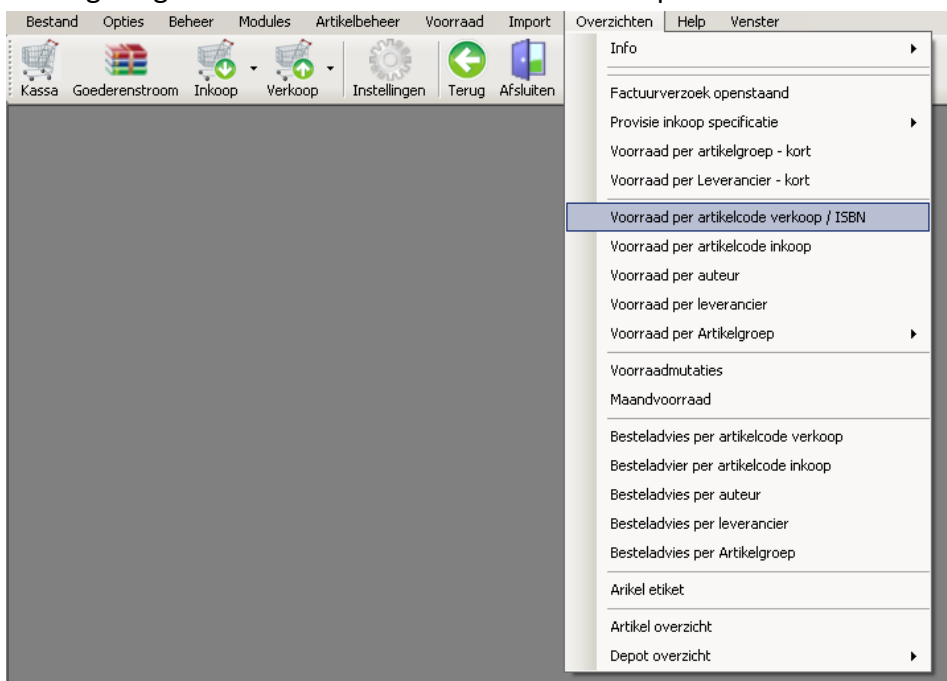 Bestand Opties Beheer Modules Artikelbeheer Voorraad Import Overzichten Help Venster
Kassa Goederenstroom Inkoop Verkoop Instellingen Terug Afsluiten
Info
Factuurverzoek openstaand
Provisie inkoop specificatie
Voorraad per artikelgroep - kort
Voorraad per Leverancier - kort
Voorraad per artikelcode verkoop / ISBN
Voorraad per artikelcode inkoop
Voorraad per auteur
Voorraad per leverancier
Voorraad per Artikelgroep
Voorraadmutaties
Maandvoorraad
Besteladvies per artikelcode verkoop
Besteladvier per artikelcode inkoop
Besteladvies per auteur
Besteladvies per leverancier
Besteladvies per Artikelgroep
Arikel etiket
Artikel overzicht
Depot overzicht